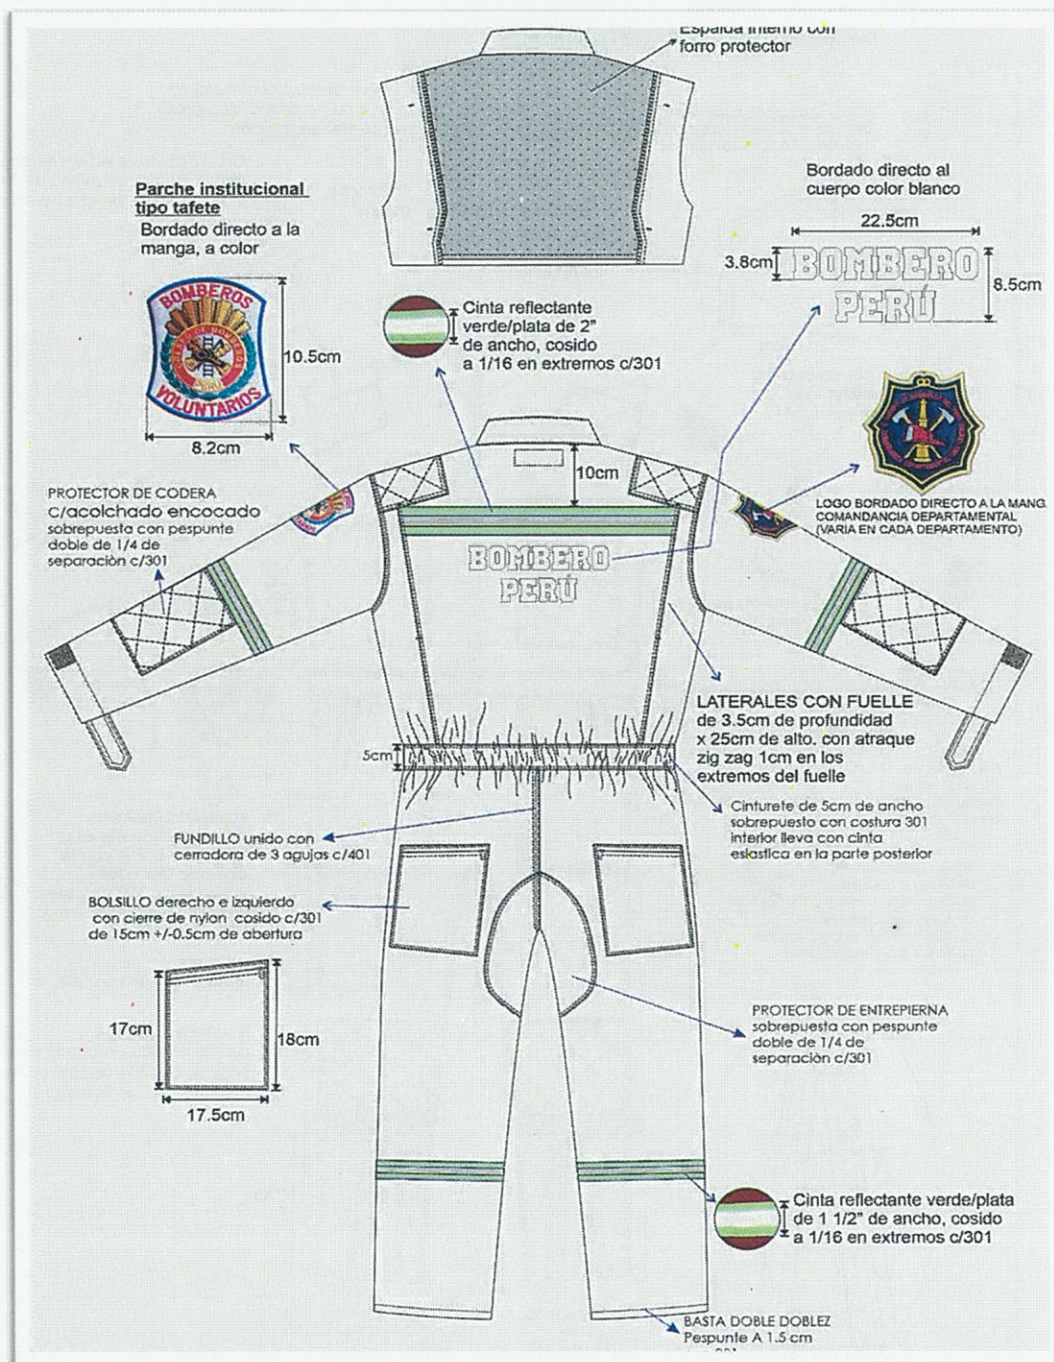 Espalda interno con
forro protector
Parche institucional
tipo tafete
Bordado directo a la
manga, a color
BOMBEROS
PERU
VOLUNTARIOS
10.5cm
8.2cm
Cinta reflectante
verde/plata de 2"
de ancho, cosido
a 1/16 en extremos c/301
Bordado directo al
cuerpo color blanco
22.5cm
3.8cm
BOMBERO
PERÚ
8.5cm
10cm
LOGO BORDADO DIRECTO A LA MANG
COMANDANCIA DEPARTAMENTAL
(VARIA EN CADA DEPARTAMENTO)
PROTECTOR DE CODERA
c/acolchado encocado
sobrepuesta con pespunte
doble de 1/4 de
separaciòn c/301
BOMBERO
PERÚ
LATERALES CON FUELLE
de 3.5cm de profundidad
x 25cm de alto. con atraque
zig zag 1cm en los
extremos del fuelle
5cm
Cinturete de 5cm de ancho
sobrepuesto con costura 301
interior lleva con cinta
eslastica en la parte posterior
FUNDILLO unido con
cerradora de 3 agujas c/401
BOLSILLO derecho e izquierdo
con cierre de nylon cosido c/301
de 15cm +/-0.5cm de abertura
17cm
18cm
17.5cm
PROTECTOR DE ENTREPIERNA
sobrepuesta con pespunte
doble de 1/4 de
separaciòn c/301
Cinta reflectante verde/plata
de 1 1/2" de ancho, cosido
a 1/16 en extremos c/301
BASTA DOBLE DOBLEZ
Pespunte A 1.5 cm